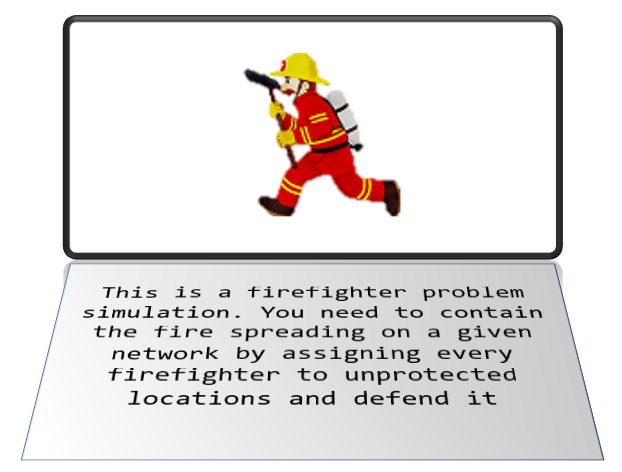 This is a firefighter problem
simulation. You need to contain
the fire spreading on a given
network by assigning every
firefighter to unprotected
locations and defend it